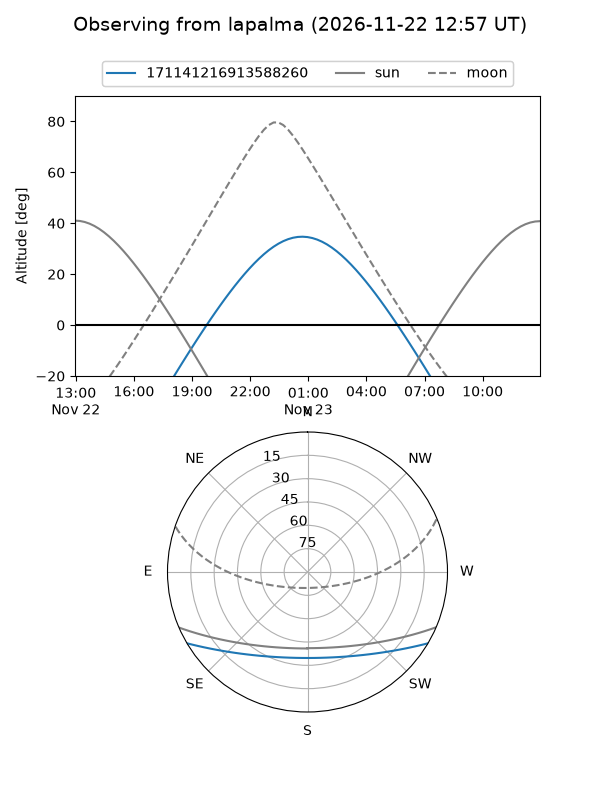 Observing from lapalma (2026-11-22 12:57 UT)
171141216913588260 sun moon
Altitude [deg]
80
60
40
20
0
−20
13:00 16:00 19:00 22:00 01:00 04:00 07:00 10:00
Nov 22 Nov 23
N
NE NW
15
30
45
60
75
E W
SE SW
S